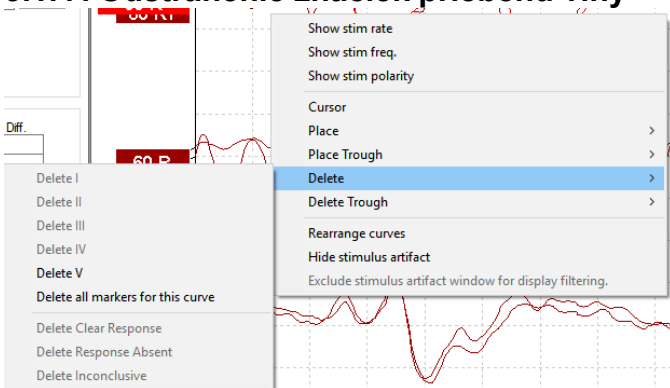 priebehu vlny
Show stim rate
Show stim freq.
Show stim polarity
Cursor
Place
Place Trough
Delete
Delete Trough
Rearrange curves
Hide stimulus artifact
Exclude stimulus artifact window for display filtering.
Diff.
60 R
Delete I
Delete II
Delete III
Delete IV
Delete V
Delete all markers for this curve
Delete Clear Response
Delete Response Absent
Delete Inconclusive